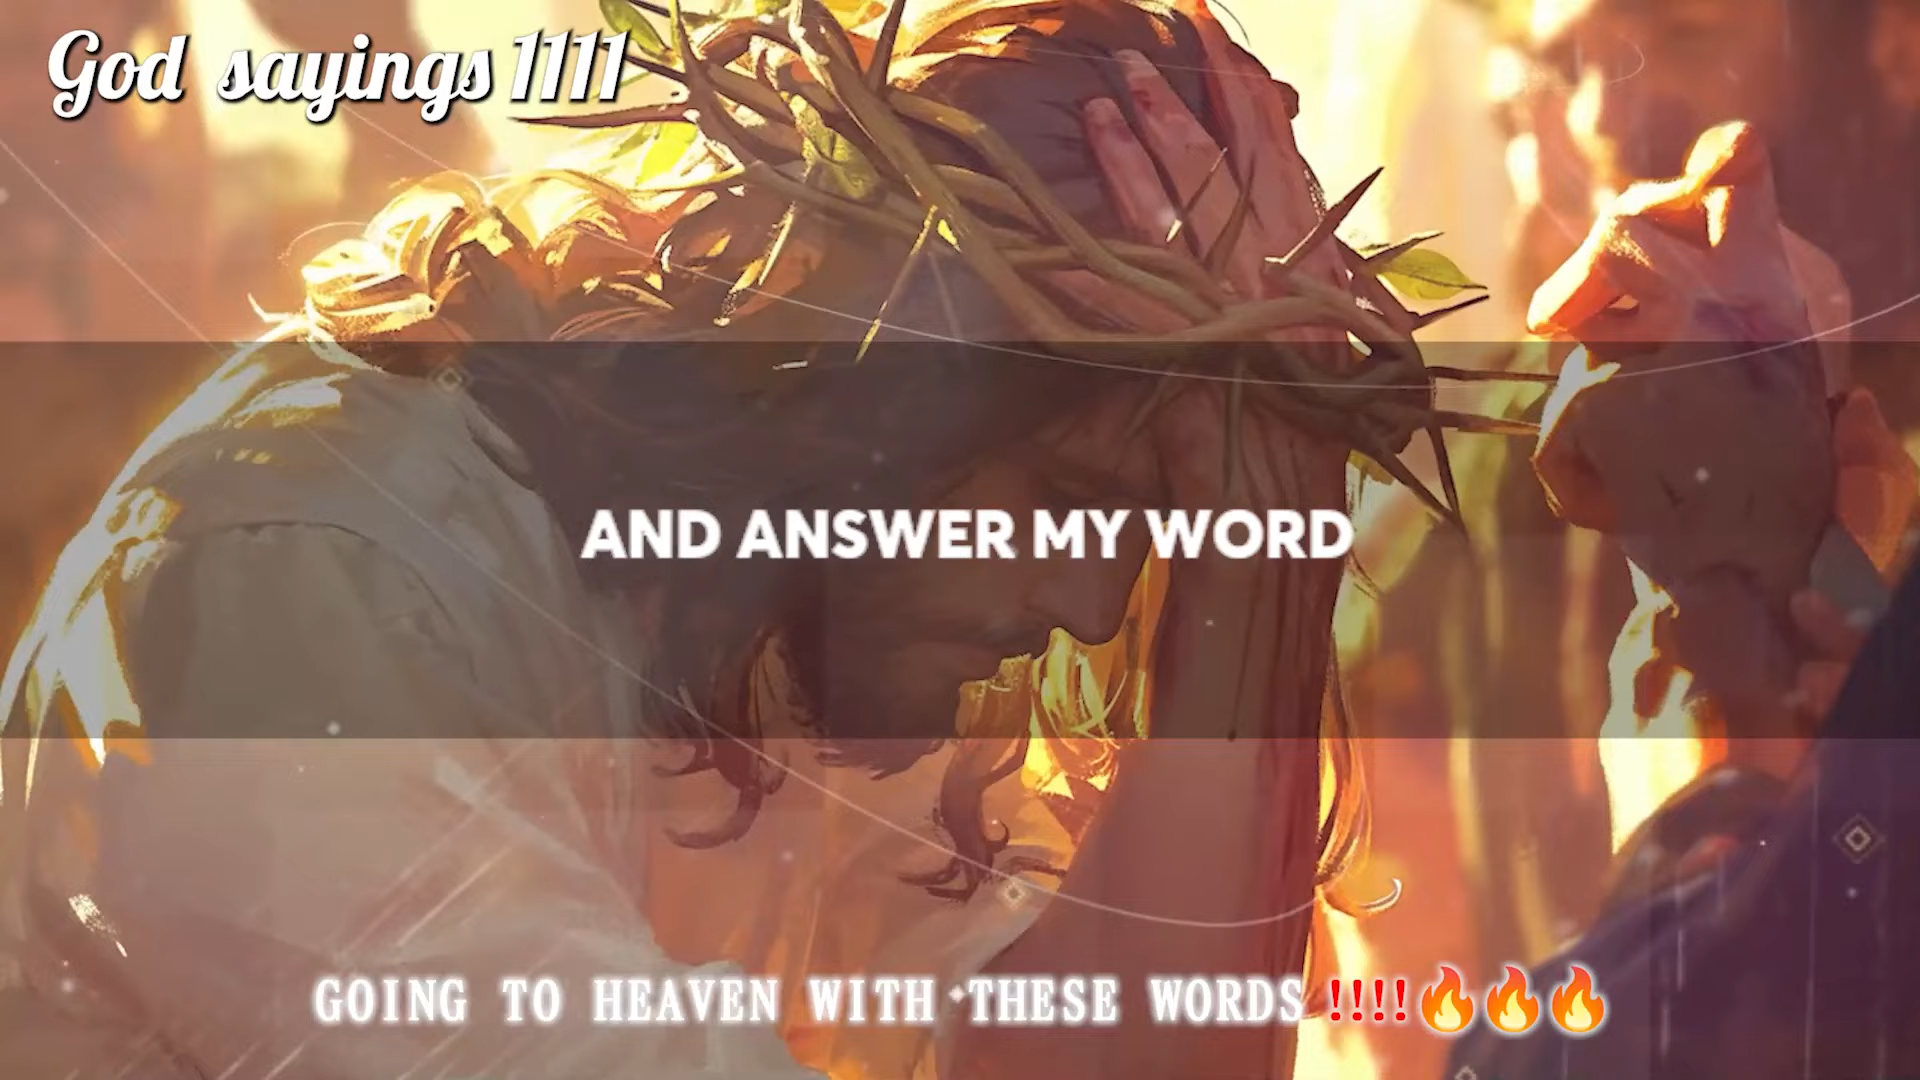 God sayings 1111
AND ANSWER MY WORD
GOING TO HEAVEN WITH THESE WORDS !!!!🔥🔥🔥